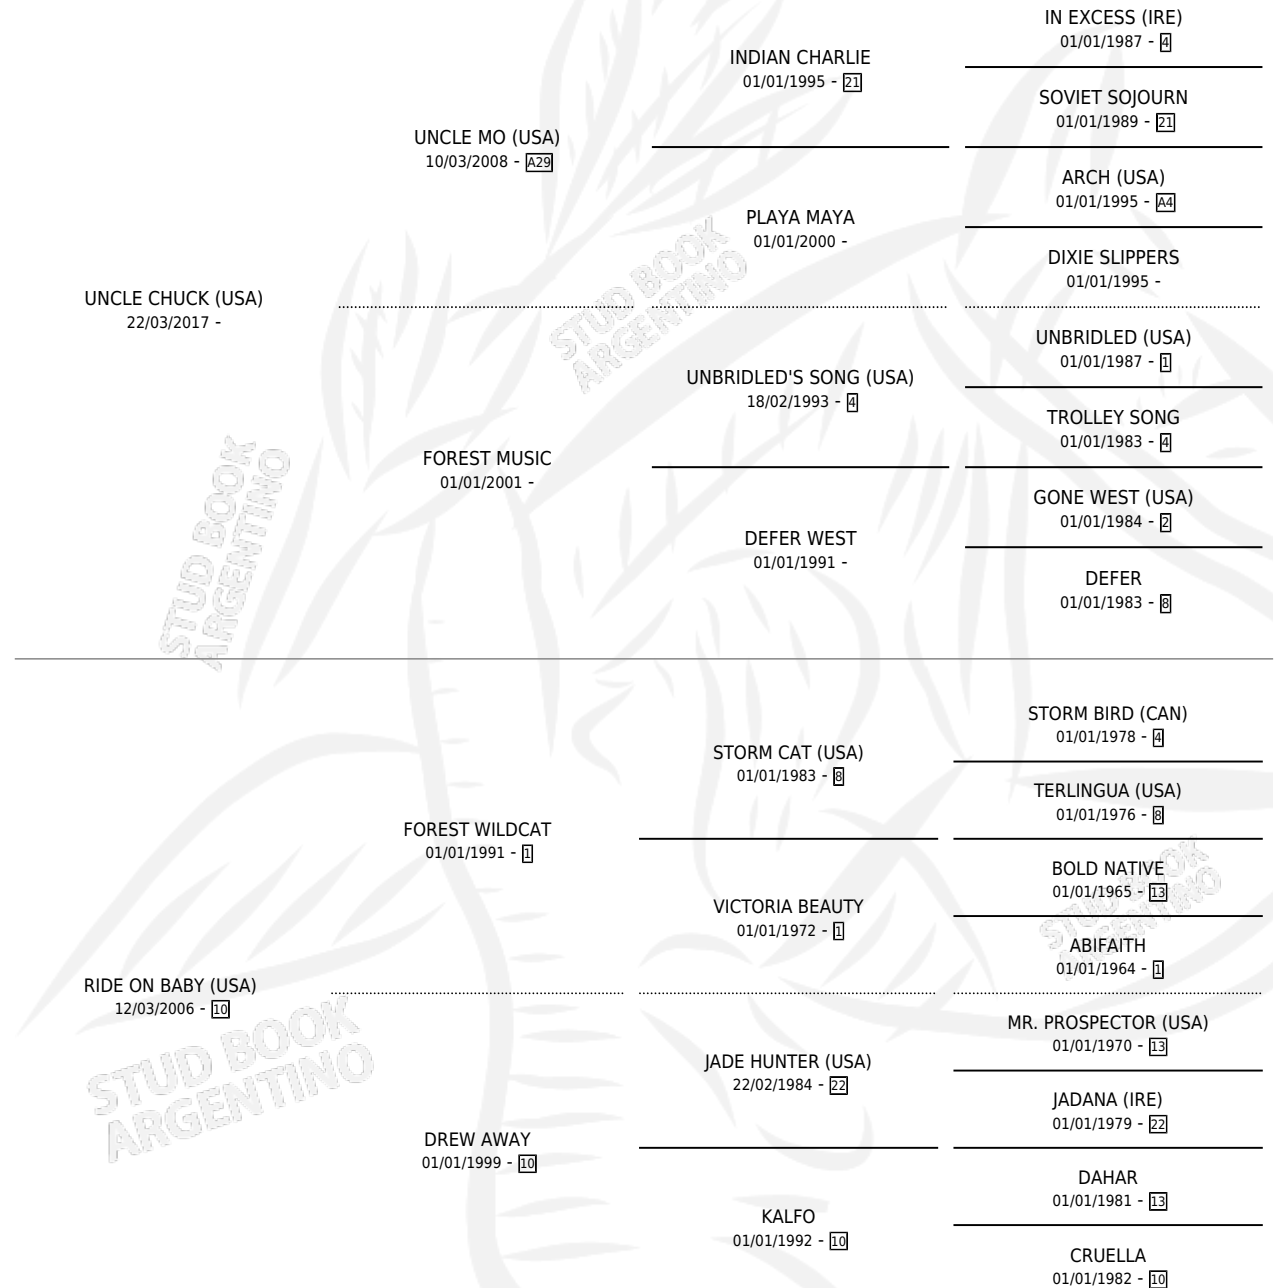 IN EXCESS (IRE)
01/01/1987 - 4
INDIAN CHARLIE
01/01/1995 - 21
SOVIET SOJOURN
01/01/1989 - 21
UNCLE MO (USA)
10/03/2008 - A29
ARCH (USA)
01/01/1995 - A4
PLAYA MAYA
01/01/2000 -
DIXIE SLIPPERS
01/01/1995 -
UNCLE CHUCK (USA)
22/03/2017 -
UNBRIDLED (USA)
01/01/1987 - 1
UNBRIDLED'S SONG (USA)
18/02/1993 - 4
TROLLEY SONG
01/01/1983 - 4
FOREST MUSIC
01/01/2001 -
GONE WEST (USA)
01/01/1984 - 2
DEFER WEST
01/01/1991 -
DEFER
01/01/1983 - 8
STORM BIRD (CAN)
01/01/1978 - 4
STORM CAT (USA)
01/01/1983 - 8
TERLINGUA (USA)
01/01/1976 - 8
FOREST WILDCAT
01/01/1991 - 1
BOLD NATIVE
01/01/1965 - 13
VICTORIA BEAUTY
01/01/1972 - 1
ABIFAITH
01/01/1964 - 1
RIDE ON BABY (USA)
12/03/2006 - 10
MR. PROSPECTOR (USA)
01/01/1970 - 13
JADE HUNTER (USA)
22/02/1984 - 22
JADANA (IRE)
01/01/1979 - 22
DREW AWAY
01/01/1999 - 10
DAHAR
01/01/1981 - 13
KALFO
01/01/1992 - 10
CRUELLA
01/01/1982 - 10
STUD BOOK
ARGENTINO
STUD BOOK
ARGENTINO
STUD BOOK
ARGENTINO
STUD BOOK
ARGENTINO